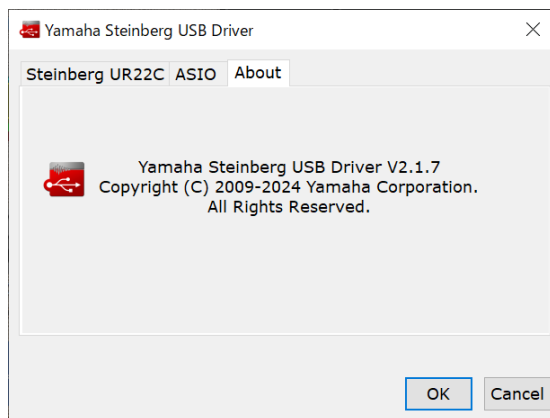 Yamaha Steinberg USB Driver
Steinberg UR22C ASIO About
Yamaha Steinberg USB Driver V2.1.7
Copyright (C) 2009-2024 Yamaha Corporation.
All Rights Reserved.
OK Cancel